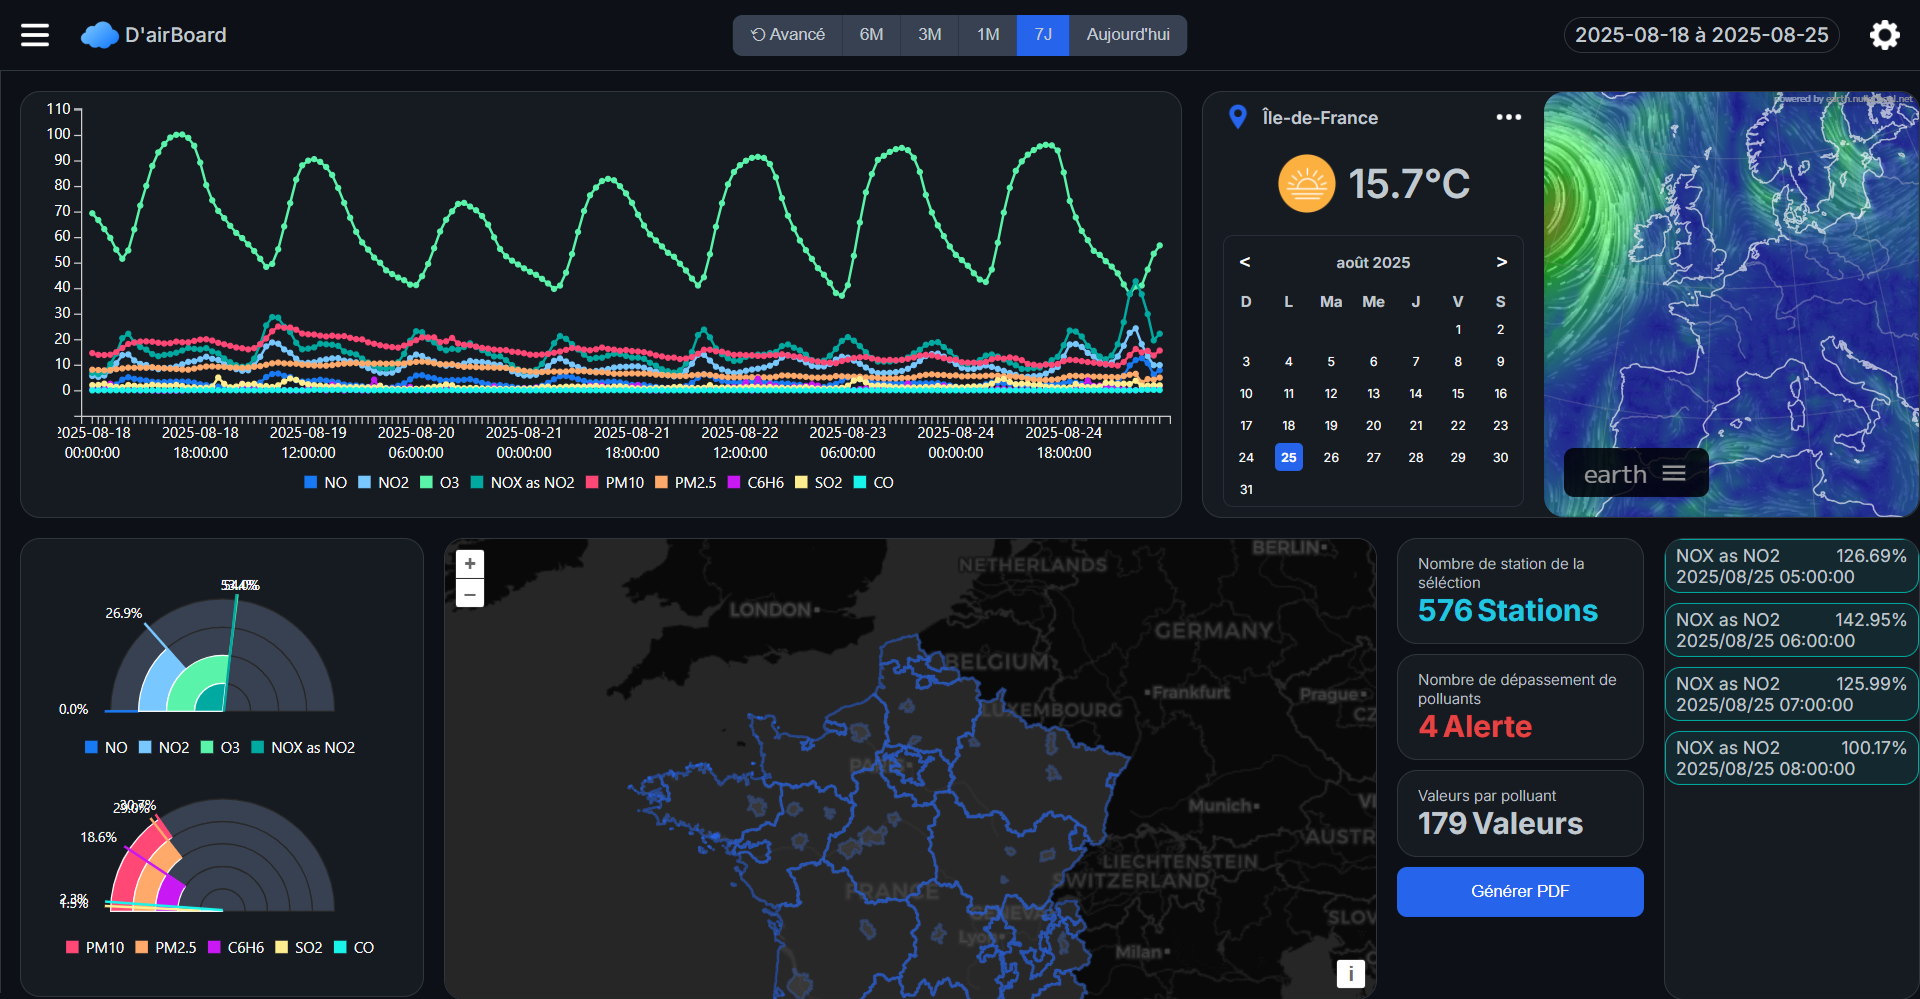 D'airBoard
Avancé 6M 3M 1M 7J Aujourd'hui
2025-08-18 à 2025-08-25
110
100
90
80
70
60
50
40
30
20
10
0
2025-08-18 2025-08-18 2025-08-19 2025-08-20 2025-08-21 2025-08-21 2025-08-22 2025-08-23 2025-08-24 2025-08-24
00:00:00 18:00:00 12:00:00 06:00:00 00:00:00 18:00:00 12:00:00 06:00:00 00:00:00 18:00:00
NO NO2 O3 NOX as NO2 PM10 PM2.5 C6H6 SO2 CO
Île-de-France
15.7°C
< août 2025 >
D L Ma Me J V S
1 2
3 4 5 6 7 8 9
10 11 12 13 14 15 16
17 18 19 20 21 22 23
24 25 26 27 28 29 30
31
powered by earth.nullschool.net
earth
26.9%
0.0%
NO NO2 O3 NOX as NO2
18.6%
PM10 PM2.5 C6H6 SO2 CO
+
−
BERLIN
NETHERLANDS
LONDON
GERMANY
BELGIUM
Frankfurt
Prague
LUXEMBOURG
CZ
PARIS
Munich
AUSTR
LIECHTENSTEIN
SWITZERLAND
FRANCE
GENEVA
SLOV
Lyon
Milan
i
Nombre de station de la
séléction
576 Stations
Nombre de dépassement de
polluants
4 Alerte
Valeurs par polluant
179 Valeurs
Générer PDF
NOX as NO2 126.69%
2025/08/25 05:00:00
NOX as NO2 142.95%
2025/08/25 06:00:00
NOX as NO2 125.99%
2025/08/25 07:00:00
NOX as NO2 100.17%
2025/08/25 08:00:00